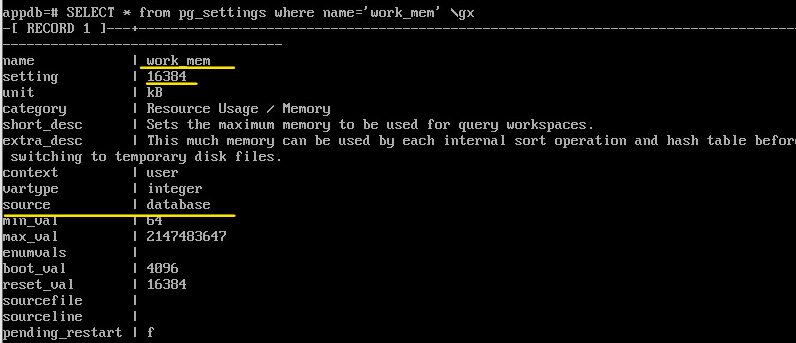 appdb=# SELECT * from pg_settings where name='work_mem' \gx
-[ RECORD 1 ]---+-----------------------------------------------------------------------------------
-----------------------------------
name            | work_mem
setting         | 16384
unit            | kB
category        | Resource Usage / Memory
short_desc      | Sets the maximum memory to be used for query workspaces.
extra_desc      | This much memory can be used by each internal sort operation and hash table before
 switching to temporary disk files.
context         | user
vartype         | integer
source          | database
min_val         | 64
max_val         | 2147483647
enumvals        |
boot_val        | 4096
reset_val       | 16384
sourcefile      |
sourceline      |
pending_restart | f